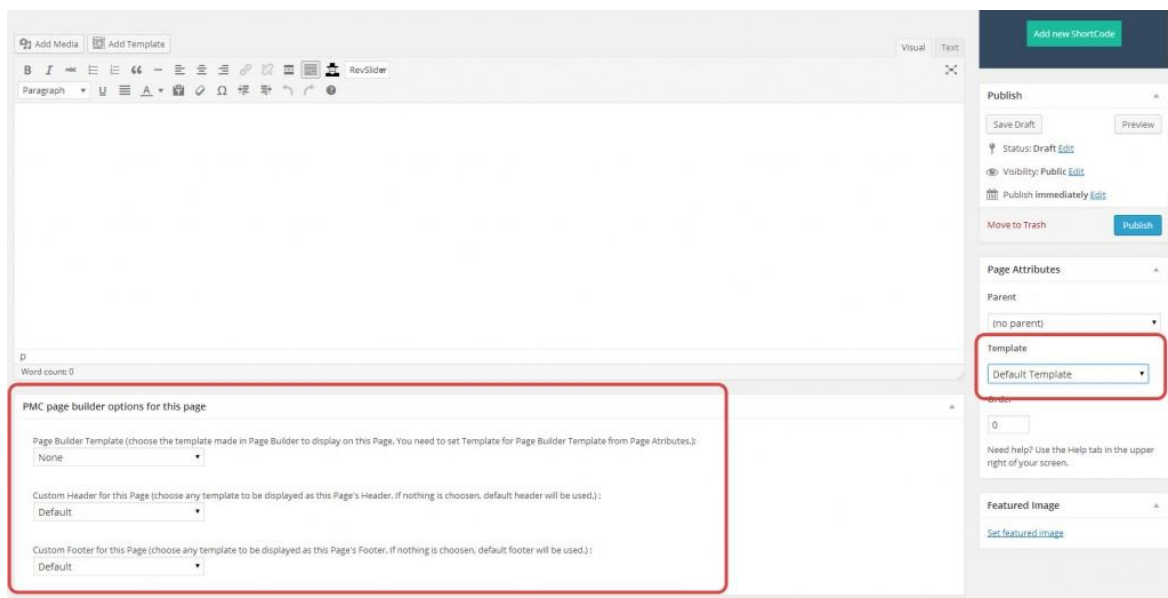 Add Media
Add Template
Visual
Text
B I ABC “ RevSlider
Paragraph U A Ω
p
Word count: 0
PMC page builder options for this page
Page Builder Template (choose the template made in Page Builder to display on this Page. You need to set Template for Page Builder Template from Page Atributes.):
None
Custom Header for this Page (choose any template to be displayed as this Page's Header. If nothing is choosen, default header will be used.) :
Default
Custom Footer for this Page (choose any template to be displayed as this Page's Footer. If nothing is choosen, default footer will be used.) :
Default
Add new ShortCode
Publish
Save Draft
Preview
Status: Draft Edit
Visibility: Public Edit
Publish immediately Edit
Move to Trash
Publish
Page Attributes
Parent
(no parent)
Template
Default Template
Order
0
Need help? Use the Help tab in the upper
right of your screen.
Featured Image
Set featured image